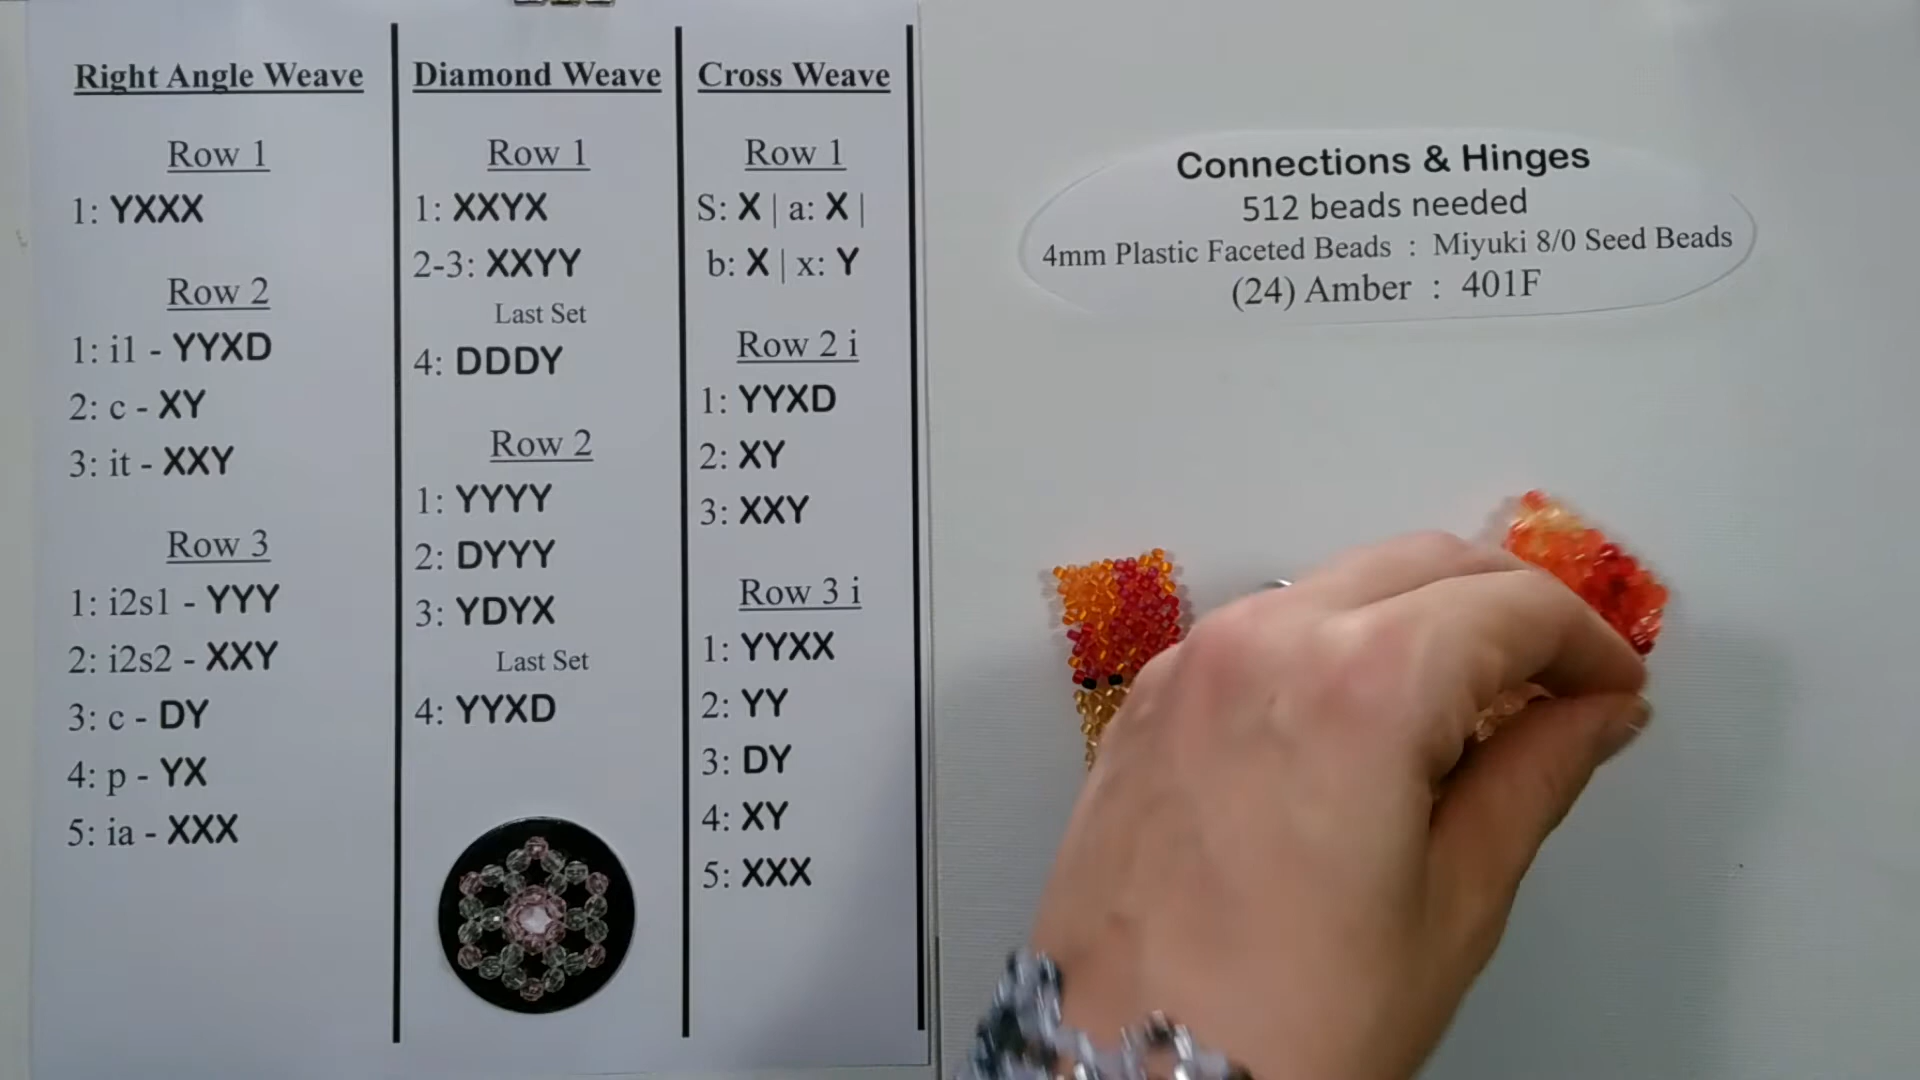 Right Angle Weave
Row 1
1: YXXX
Row 2
1: i1 - YYXD
2: c - XY
3: it - XXY
Row 3
1: i2s1 - YYY
2: i2s2 - XXY
3: c - DY
4: p - YX
5: ia - XXX
Diamond Weave
Row 1
1: XXYX
2-3: XXYY
Last Set
4: DDDY
Row 2
1: YYYY
2: DYYY
3: YDYX
Last Set
4: YYXD
Cross Weave
Row 1
S: X | a: X |
b: X | x: Y
Row 2 i
1: YYXD
2: XY
3: XXY
Row 3 i
1: YYXX
2: YY
3: DY
4: XY
5: XXX
Connections & Hinges
512 beads needed
4mm Plastic Faceted Beads : Miyuki 8/0 Seed Beads
(24) Amber : 401F